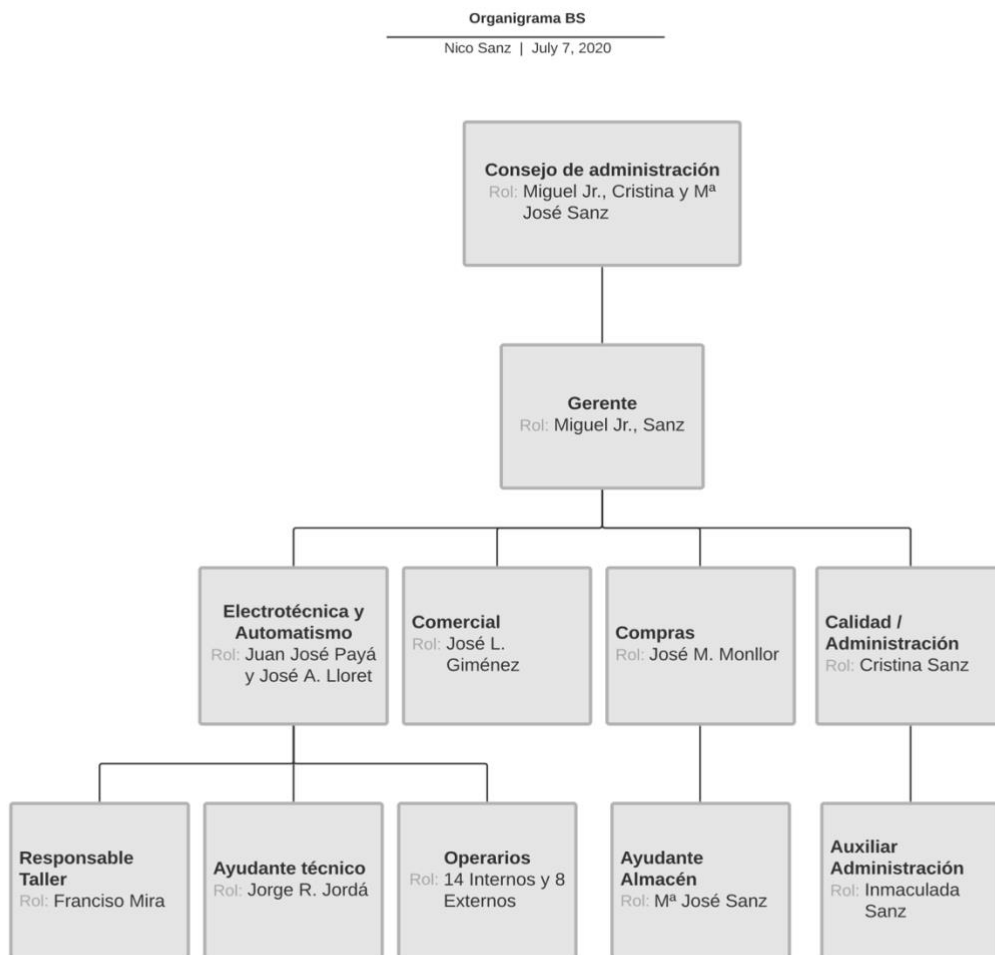 Organigrama BS
Nico Sanz | July 7, 2020
Consejo de administración
Rol: Miguel Jr., Cristina y Mª
José Sanz
Gerente
Rol: Miguel Jr., Sanz
Electrotécnica y
Automatismo
Rol: Juan José Payá
y José A. Lloret
Comercial
Rol: José L.
Giménez
Compras
Rol: José M. Monllor
Calidad /
Administración
Rol: Cristina Sanz
Responsable
Taller
Rol: Franciso Mira
Ayudante técnico
Rol: Jorge R. Jordá
Operarios
Rol: 14 Internos y 8
Externos
Ayudante
Almacén
Rol: Mª José Sanz
Auxiliar
Administración
Rol: Inmaculada
Sanz